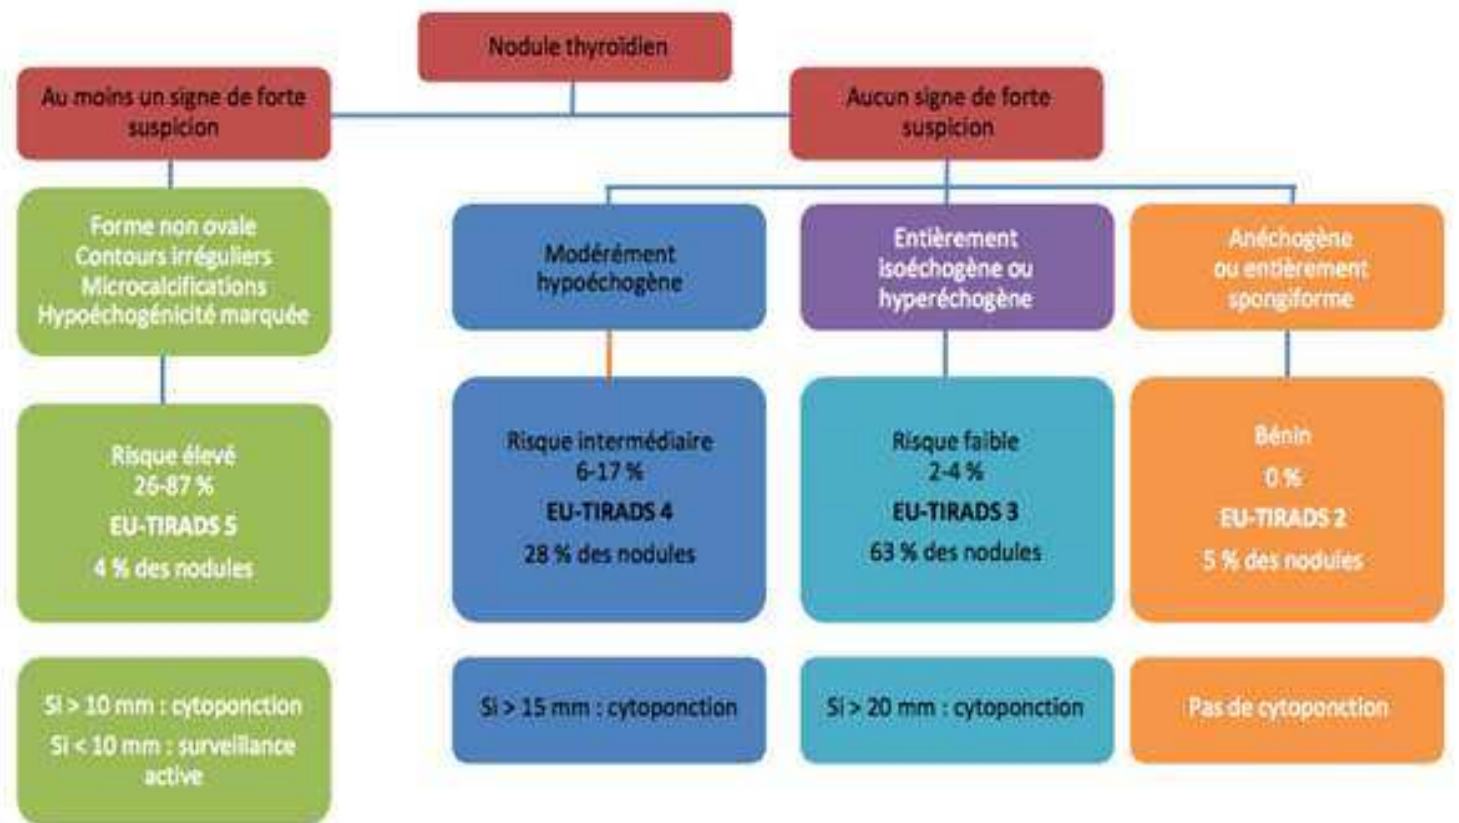 Nodule thyroïdien
Au moins un signe de forte
suspicion
Aucun signe de forte
suspicion
Forme non ovale
Contours irréguliers
Microcalcifications
Hypoéchogénicité marquée
Modérément
hypoéchogène
Entièrement
isoéchogène ou
hyperéchogène
Anéchogène
ou entièrement
spongiforme
Risque élevé
26-87 %
EU-TIRADS 5
4 % des nodules
Risque intermédiaire
6-17 %
EU-TIRADS 4
28 % des nodules
Risque faible
2-4 %
EU-TIRADS 3
63 % des nodules
Bénin
0 %
EU-TIRADS 2
5 % des nodules
Si > 10 mm : cytoponction
Si < 10 mm : surveillance
active
Si > 15 mm : cytoponction
Si > 20 mm : cytoponction
Pas de cytoponction